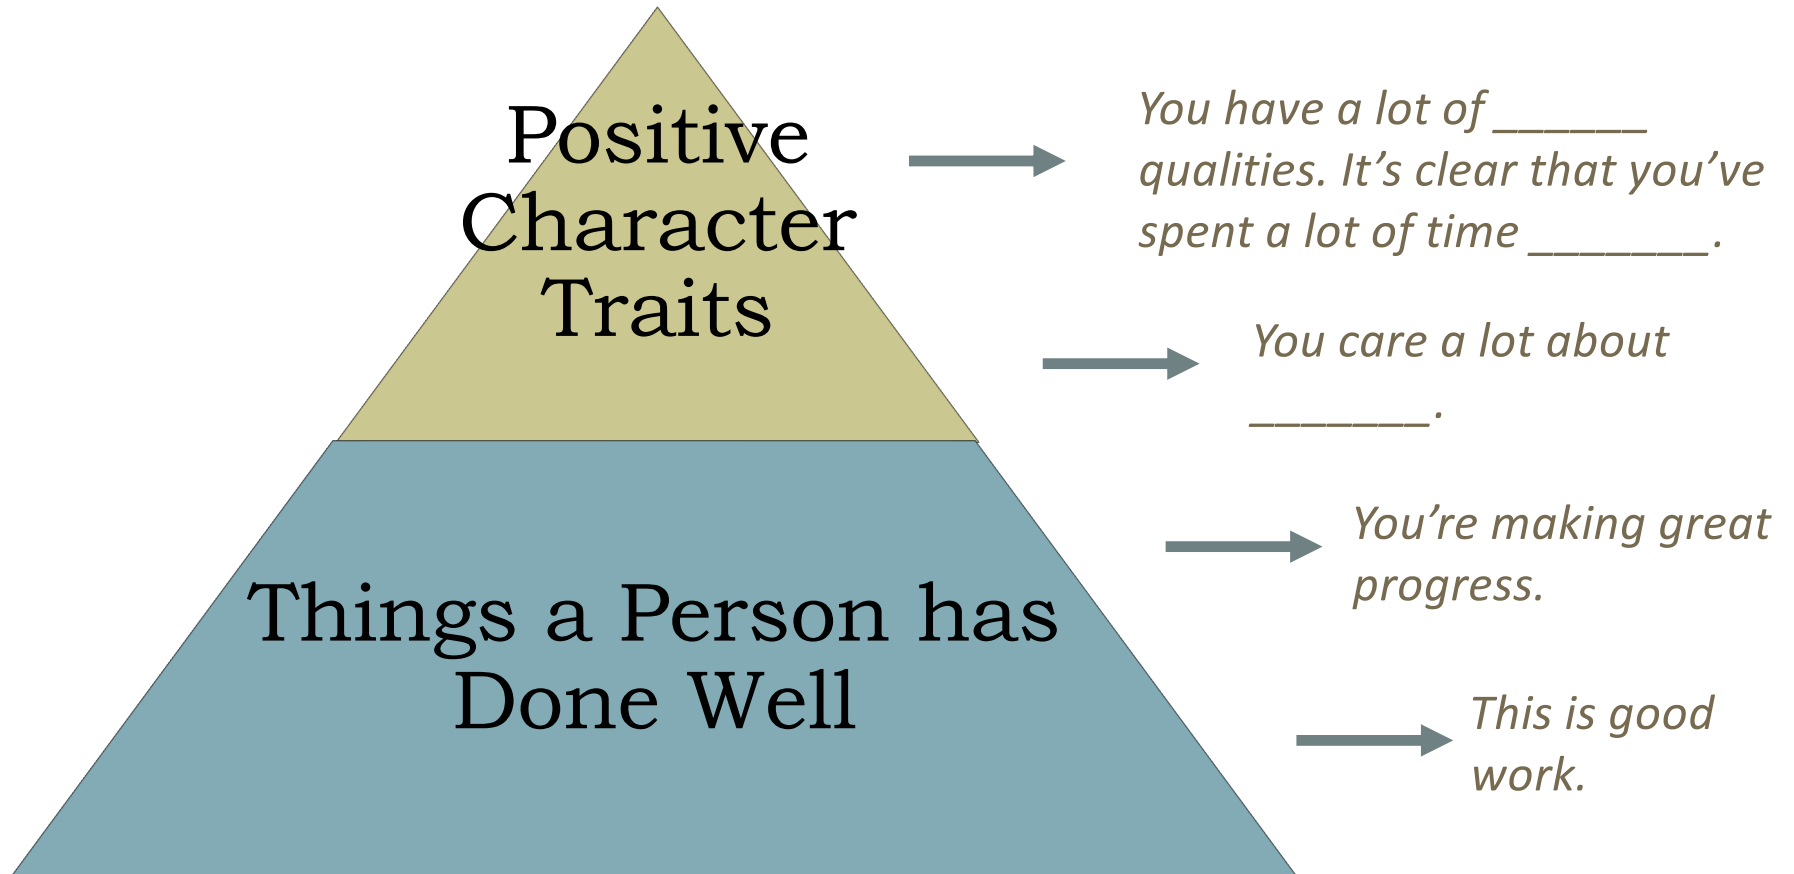 Positive
Character
Traits
You have a lot of ______
qualities. It’s clear that you’ve
spent a lot of time _______.
You care a lot about
_______.
Things a Person has
Done Well
You’re making great
progress.
This is good
work.